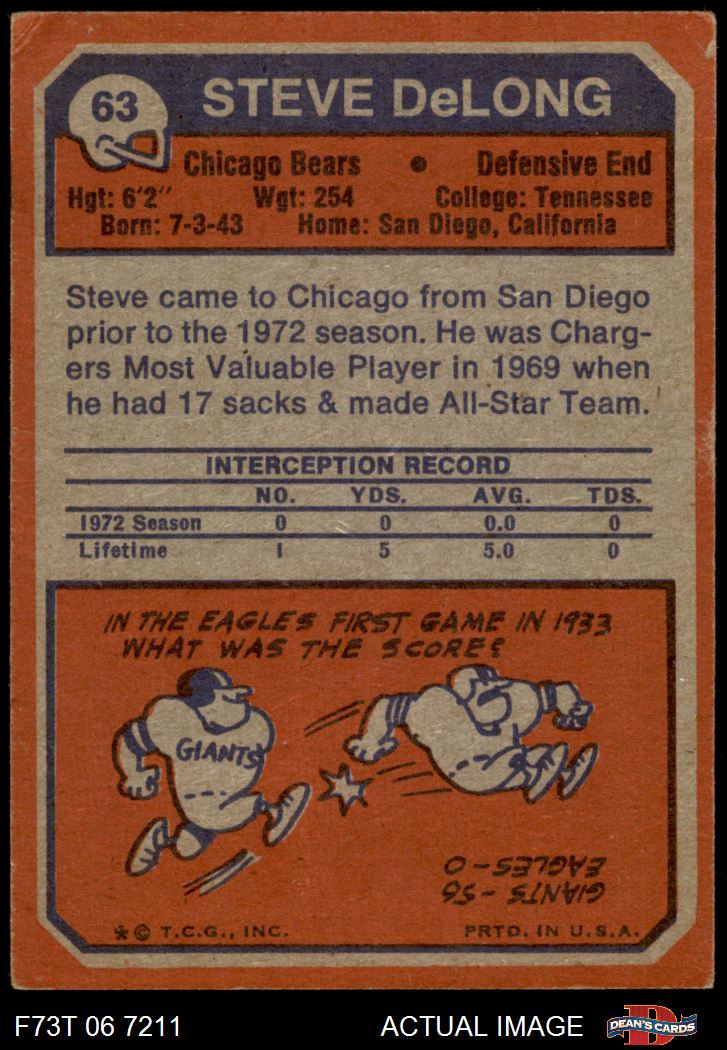 63
STEVE DeLONG
Chicago Bears • Defensive End
Hgt: 6'2" Wgt: 254 College: Tennessee
Born: 7-3-43 Home: San Diego, California
Steve came to Chicago from San Diego
prior to the 1972 season. He was Charg-
ers Most Valuable Player in 1969 when
he had 17 sacks & made All-Star Team.
INTERCEPTION RECORD
NO. YDS. AVG. TDS.
1972 Season 0 0 0.0 0
Lifetime 1 5 5.0 0
IN THE EAGLES FIRST GAME IN 1933
WHAT WAS THE SCORE?
GIANTS
GIANTS - 56
EAGLES - 0
* © T.C.G., INC. PRTD. IN U.S.A.
F73T 06 7211 ACTUAL IMAGE
D
DEAN'S CARDS